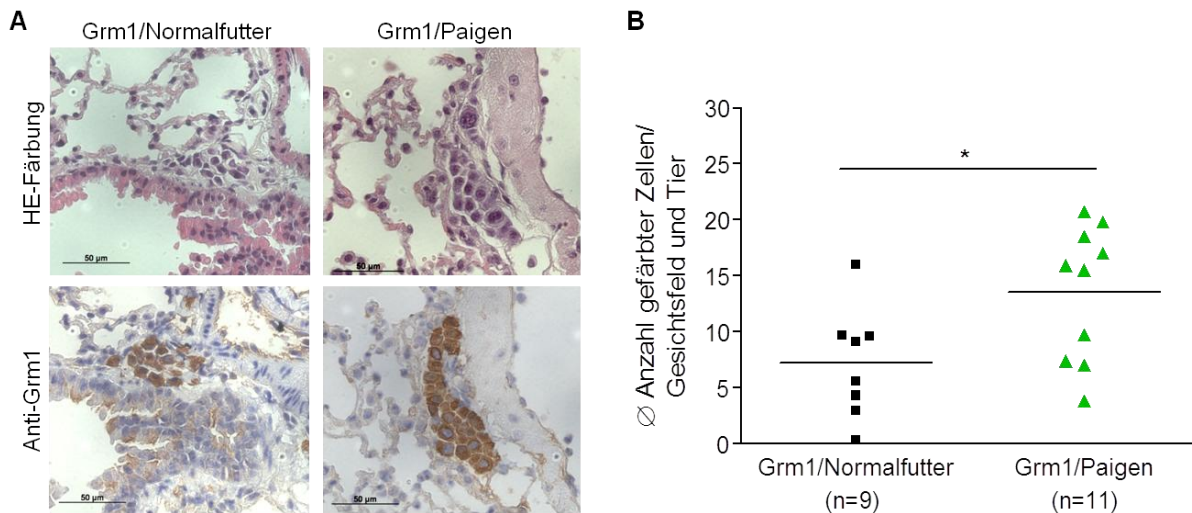 A
Grm1/Normalfutter
Grm1/Paigen
HE-Färbung
50 µm
50 µm
Anti-Grm1
50 µm
50 µm
B
∅ Anzahl gefärbter Zellen/
Gesichtsfeld und Tier
30
25
20
15
10
5
0
*
Grm1/Normalfutter
(n=9)
Grm1/Paigen
(n=11)